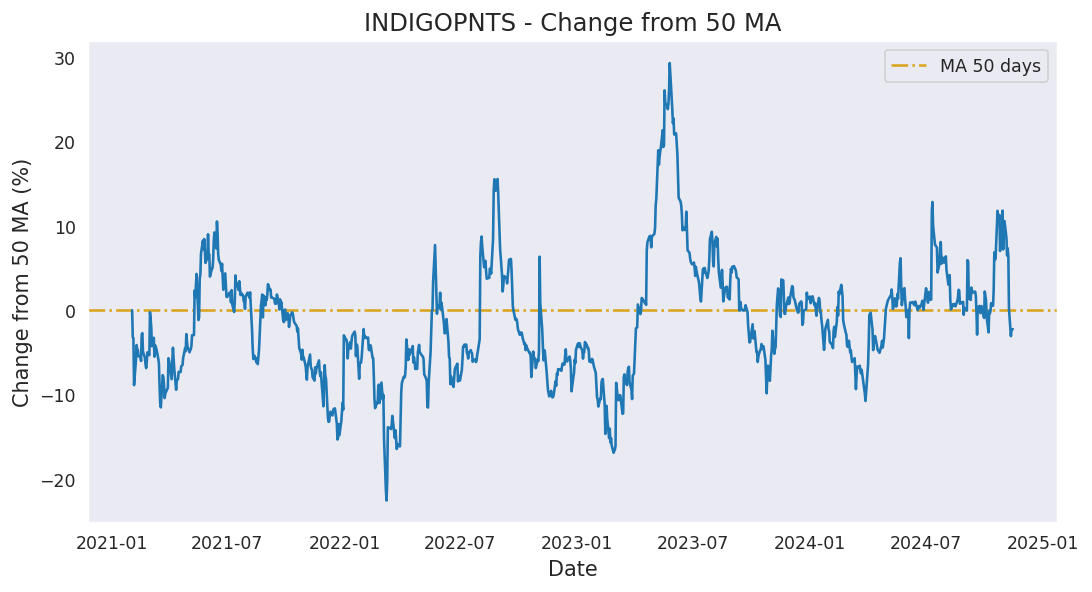 INDIGOPNTS - Change from 50 MA
MA 50 days
Change from 50 MA (%)
30
20
10
0
−10
−20
2021-01 2021-07 2022-01 2022-07 2023-01 2023-07 2024-01 2024-07 2025-01
Date